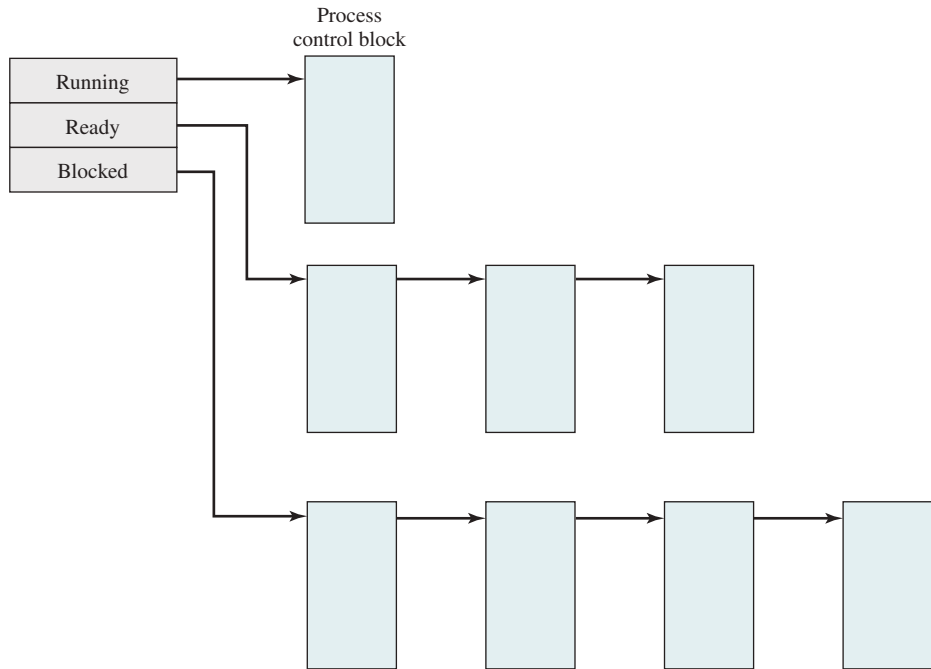 Process
control block
Running
Ready
Blocked